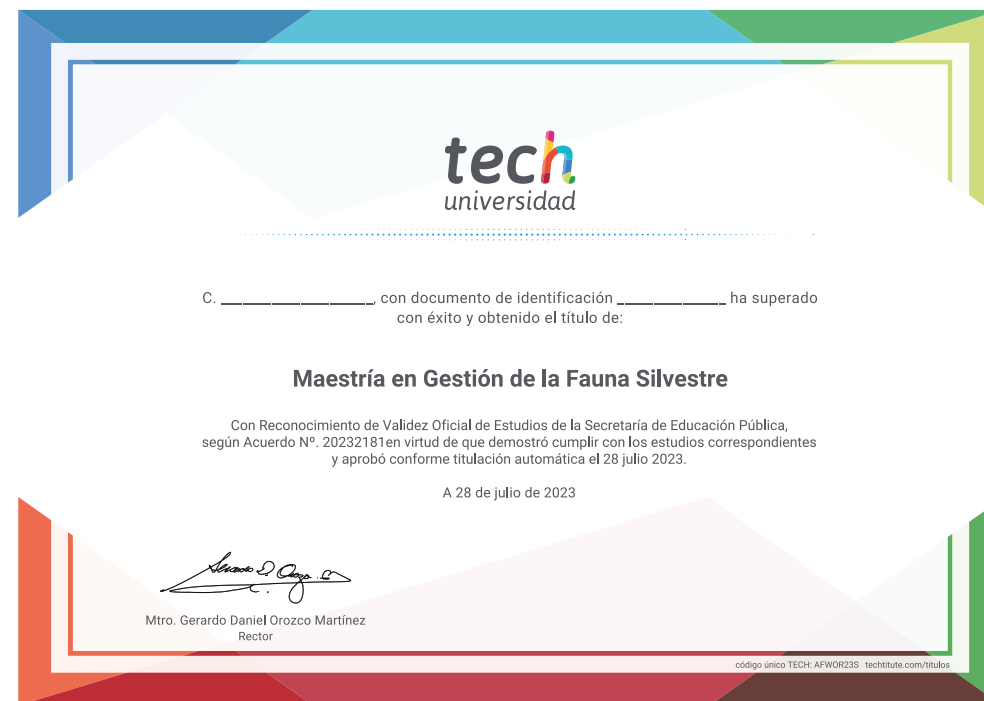 tech
universidad
C. ____________________, con documento de identificación ______________ ha superado
con éxito y obtenido el título de:
Maestría en Gestión de la Fauna Silvestre
Con Reconocimiento de Validez Oficial de Estudios de la Secretaría de Educación Pública,
según Acuerdo Nº. 20232181en virtud de que demostró cumplir con los estudios correspondientes
y aprobó conforme titulación automática el 28 julio 2023.
A 28 de julio de 2023
Mtro. Gerardo Daniel Orozco Martínez
Rector
código único TECH: AFWOR23S techtitute.com/titulos